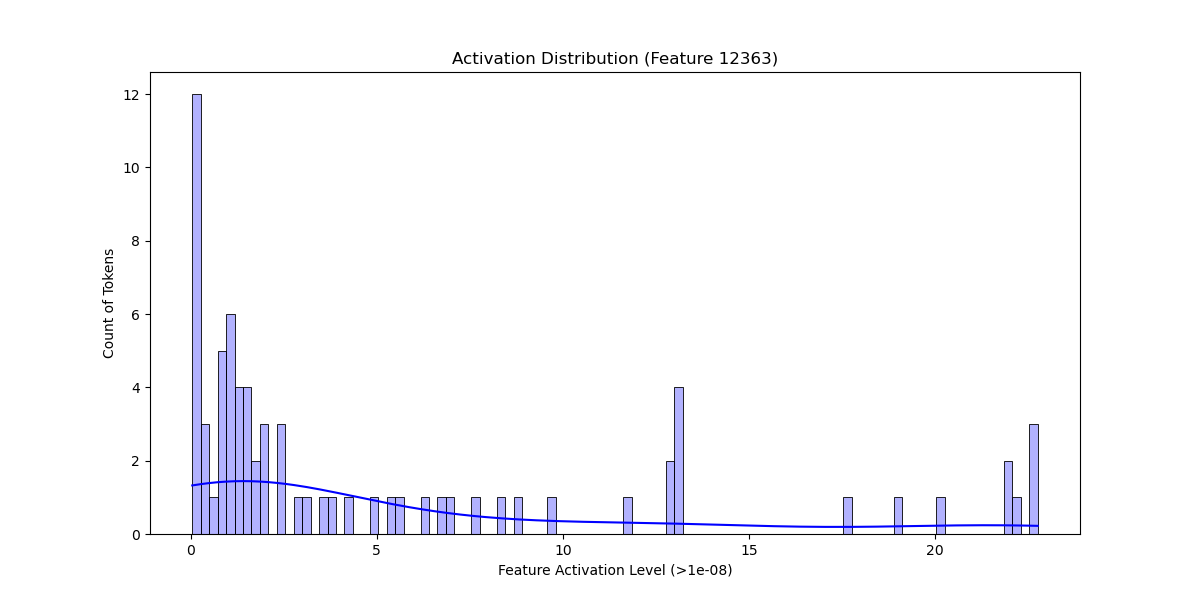 Activation Distribution (Feature 12363)
12
10
8
6
4
2
0
Count of Tokens
0 5 10 15 20
Feature Activation Level (>1e-08)